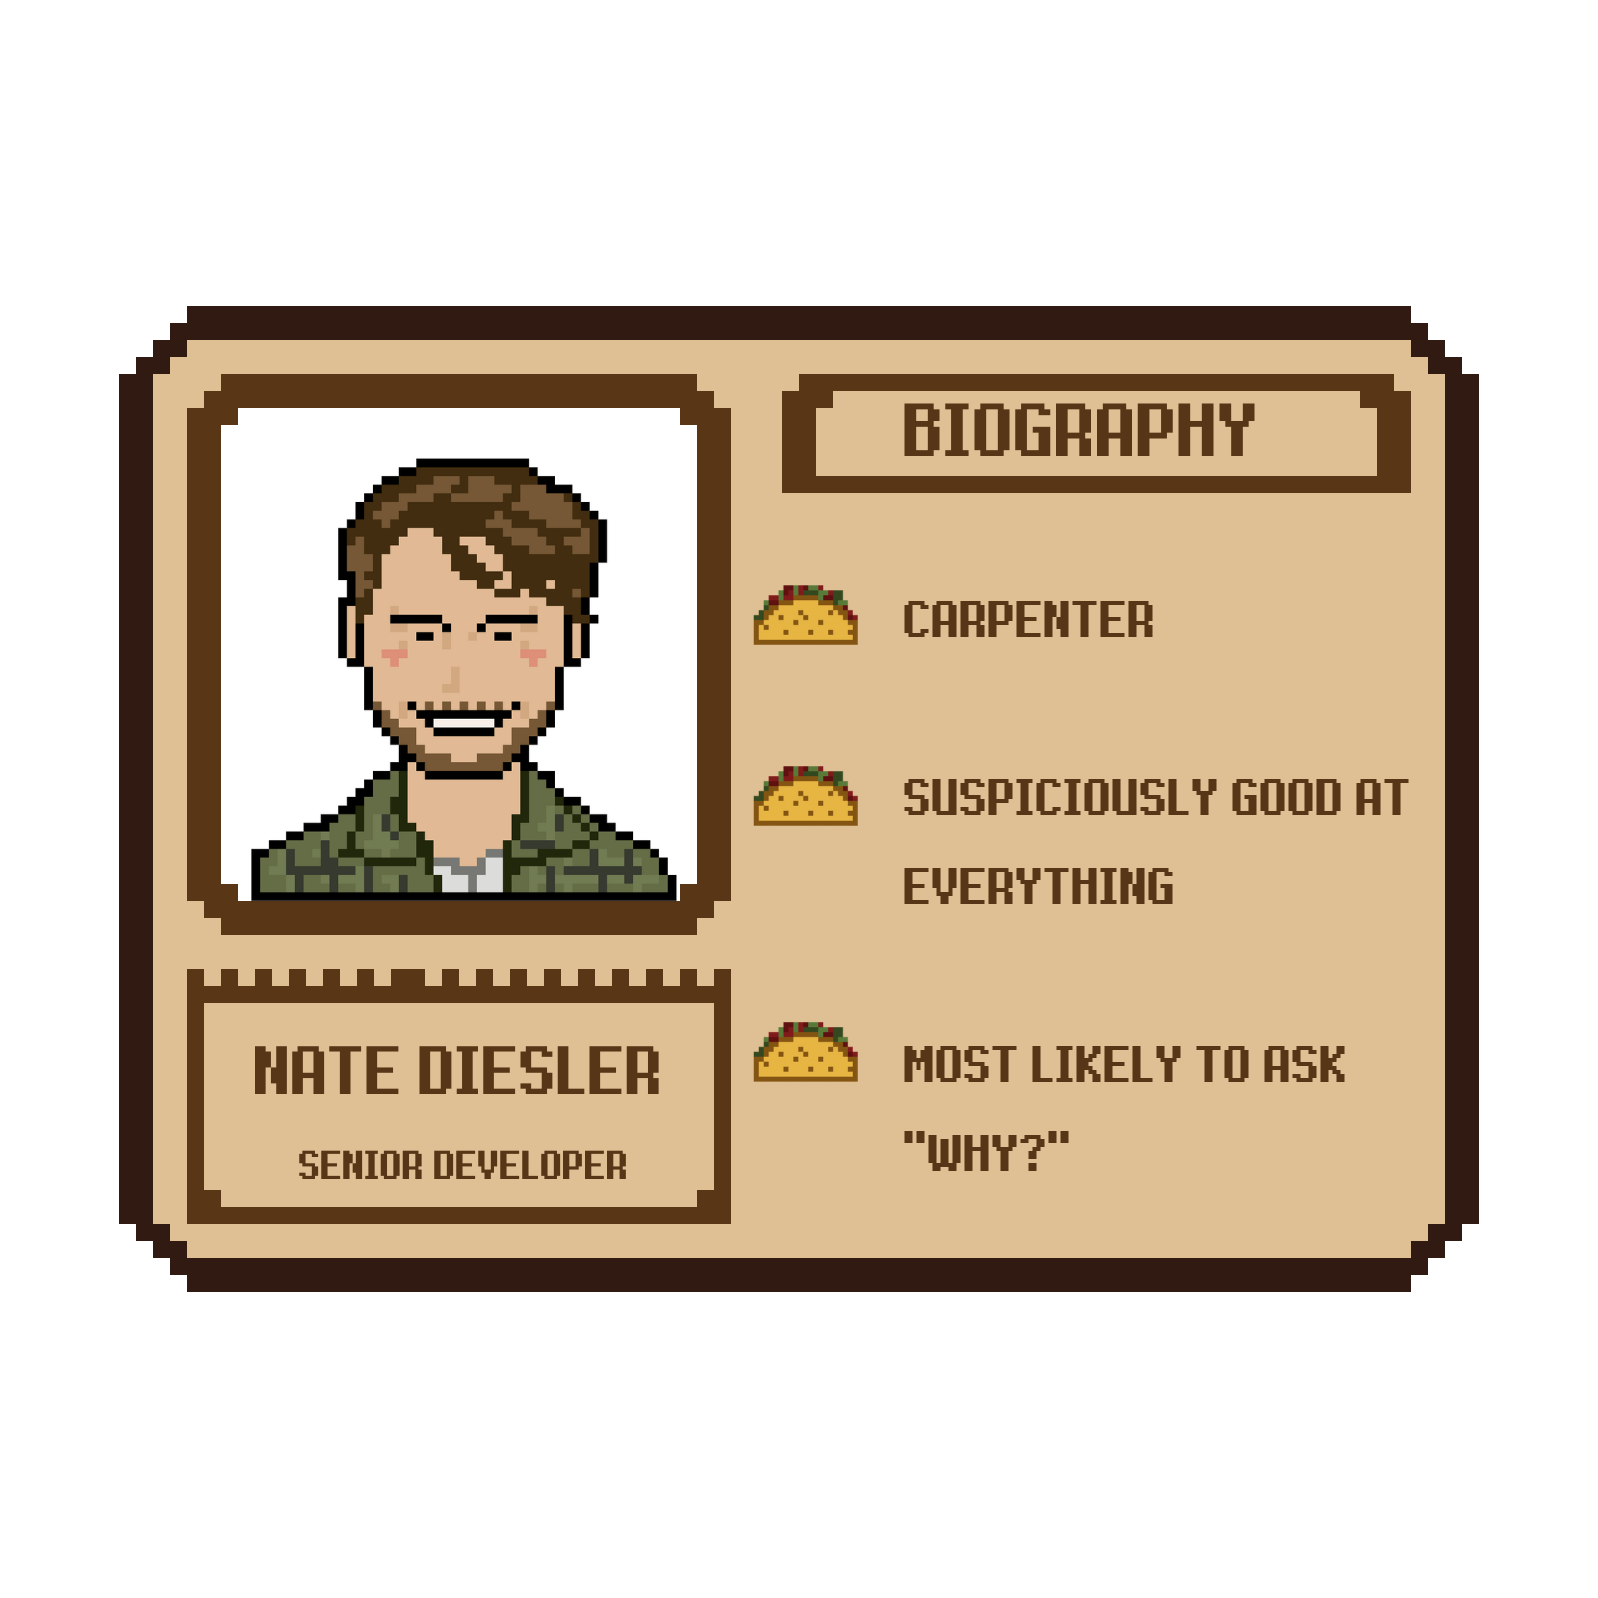 BIOGRAPHY
CARPENTER
SUSPICIOUSLY GOOD AT
EVERYTHING
MOST LIKELY TO ASK
"WHY?"
NATE DIESLER
SENIOR DEVELOPER